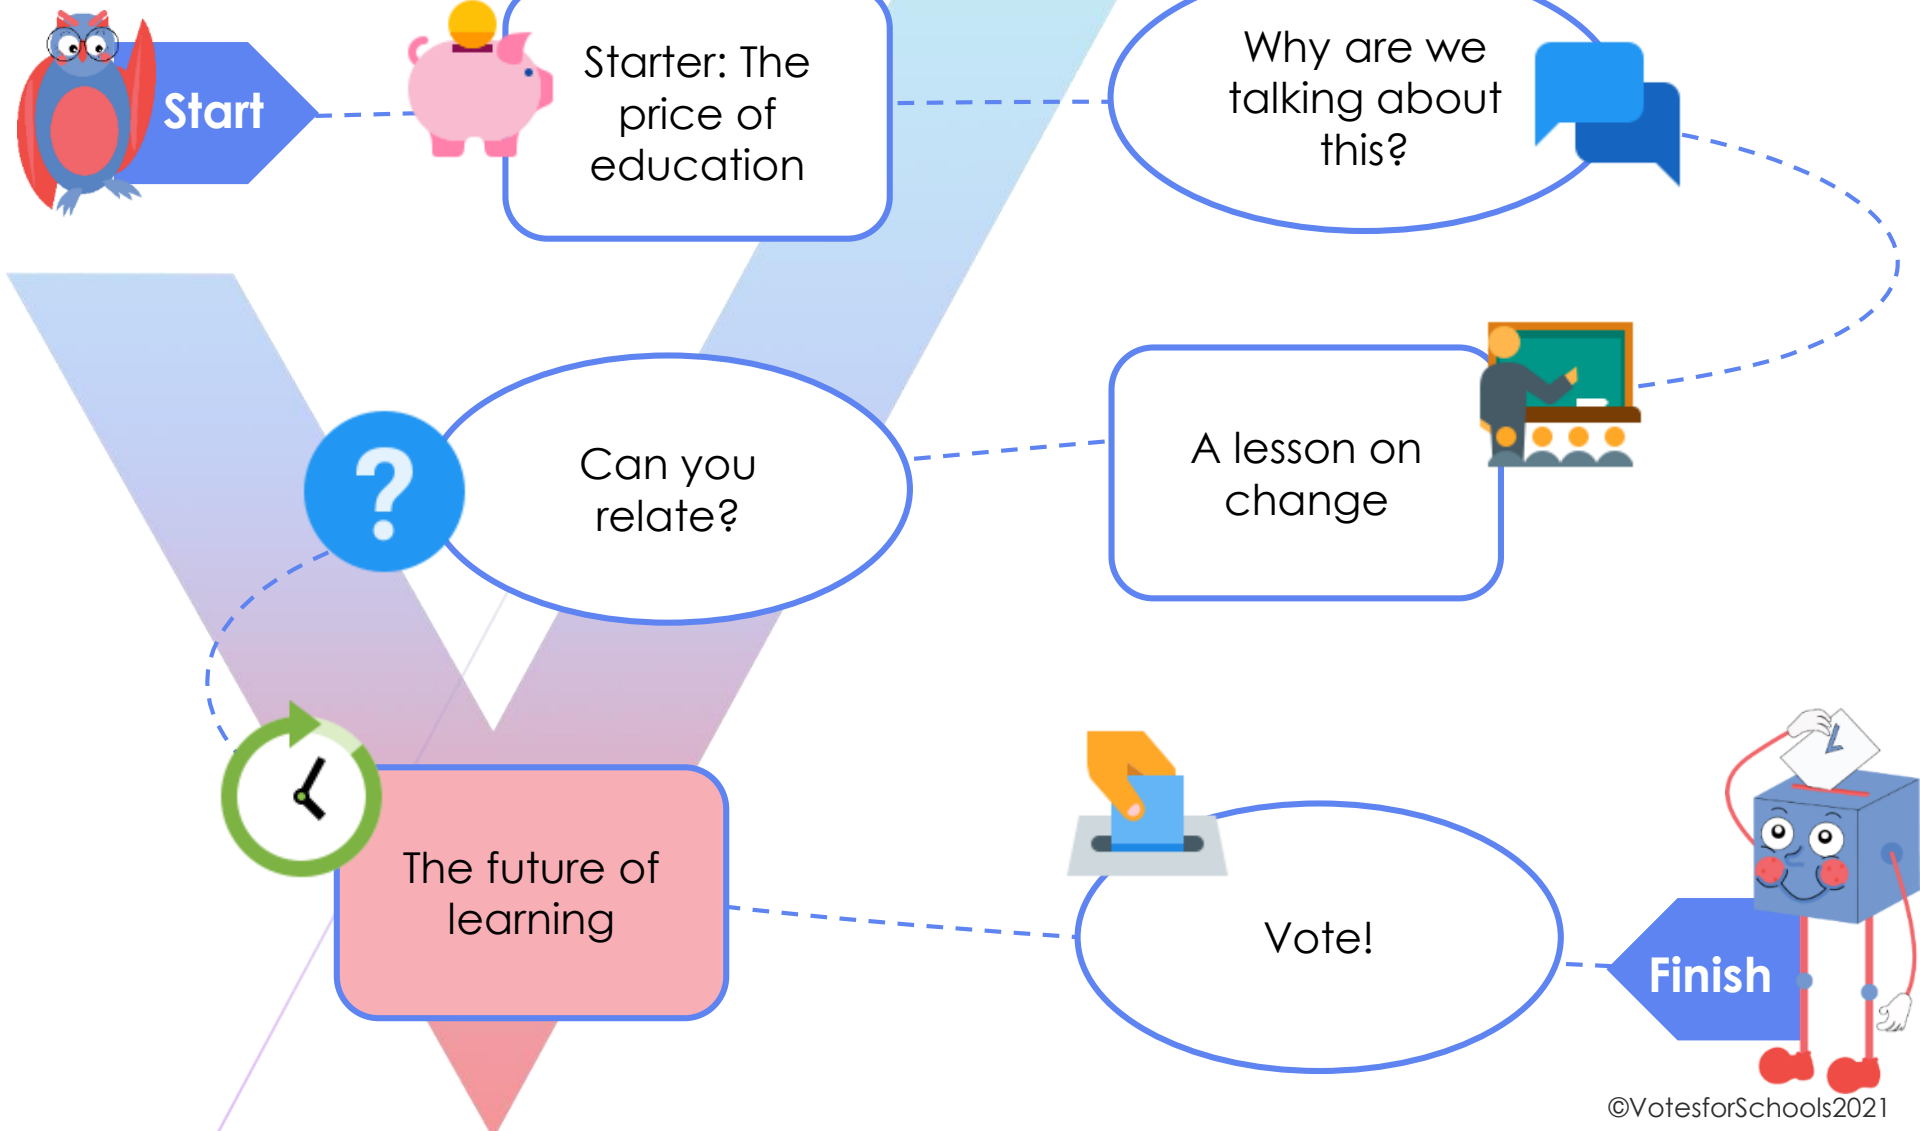 Start
Starter: The
price of
education
Why are we
talking about
this?
A lesson on
change
Can you
relate?
The future of
learning
Vote!
Finish
©VotesforSchools2021